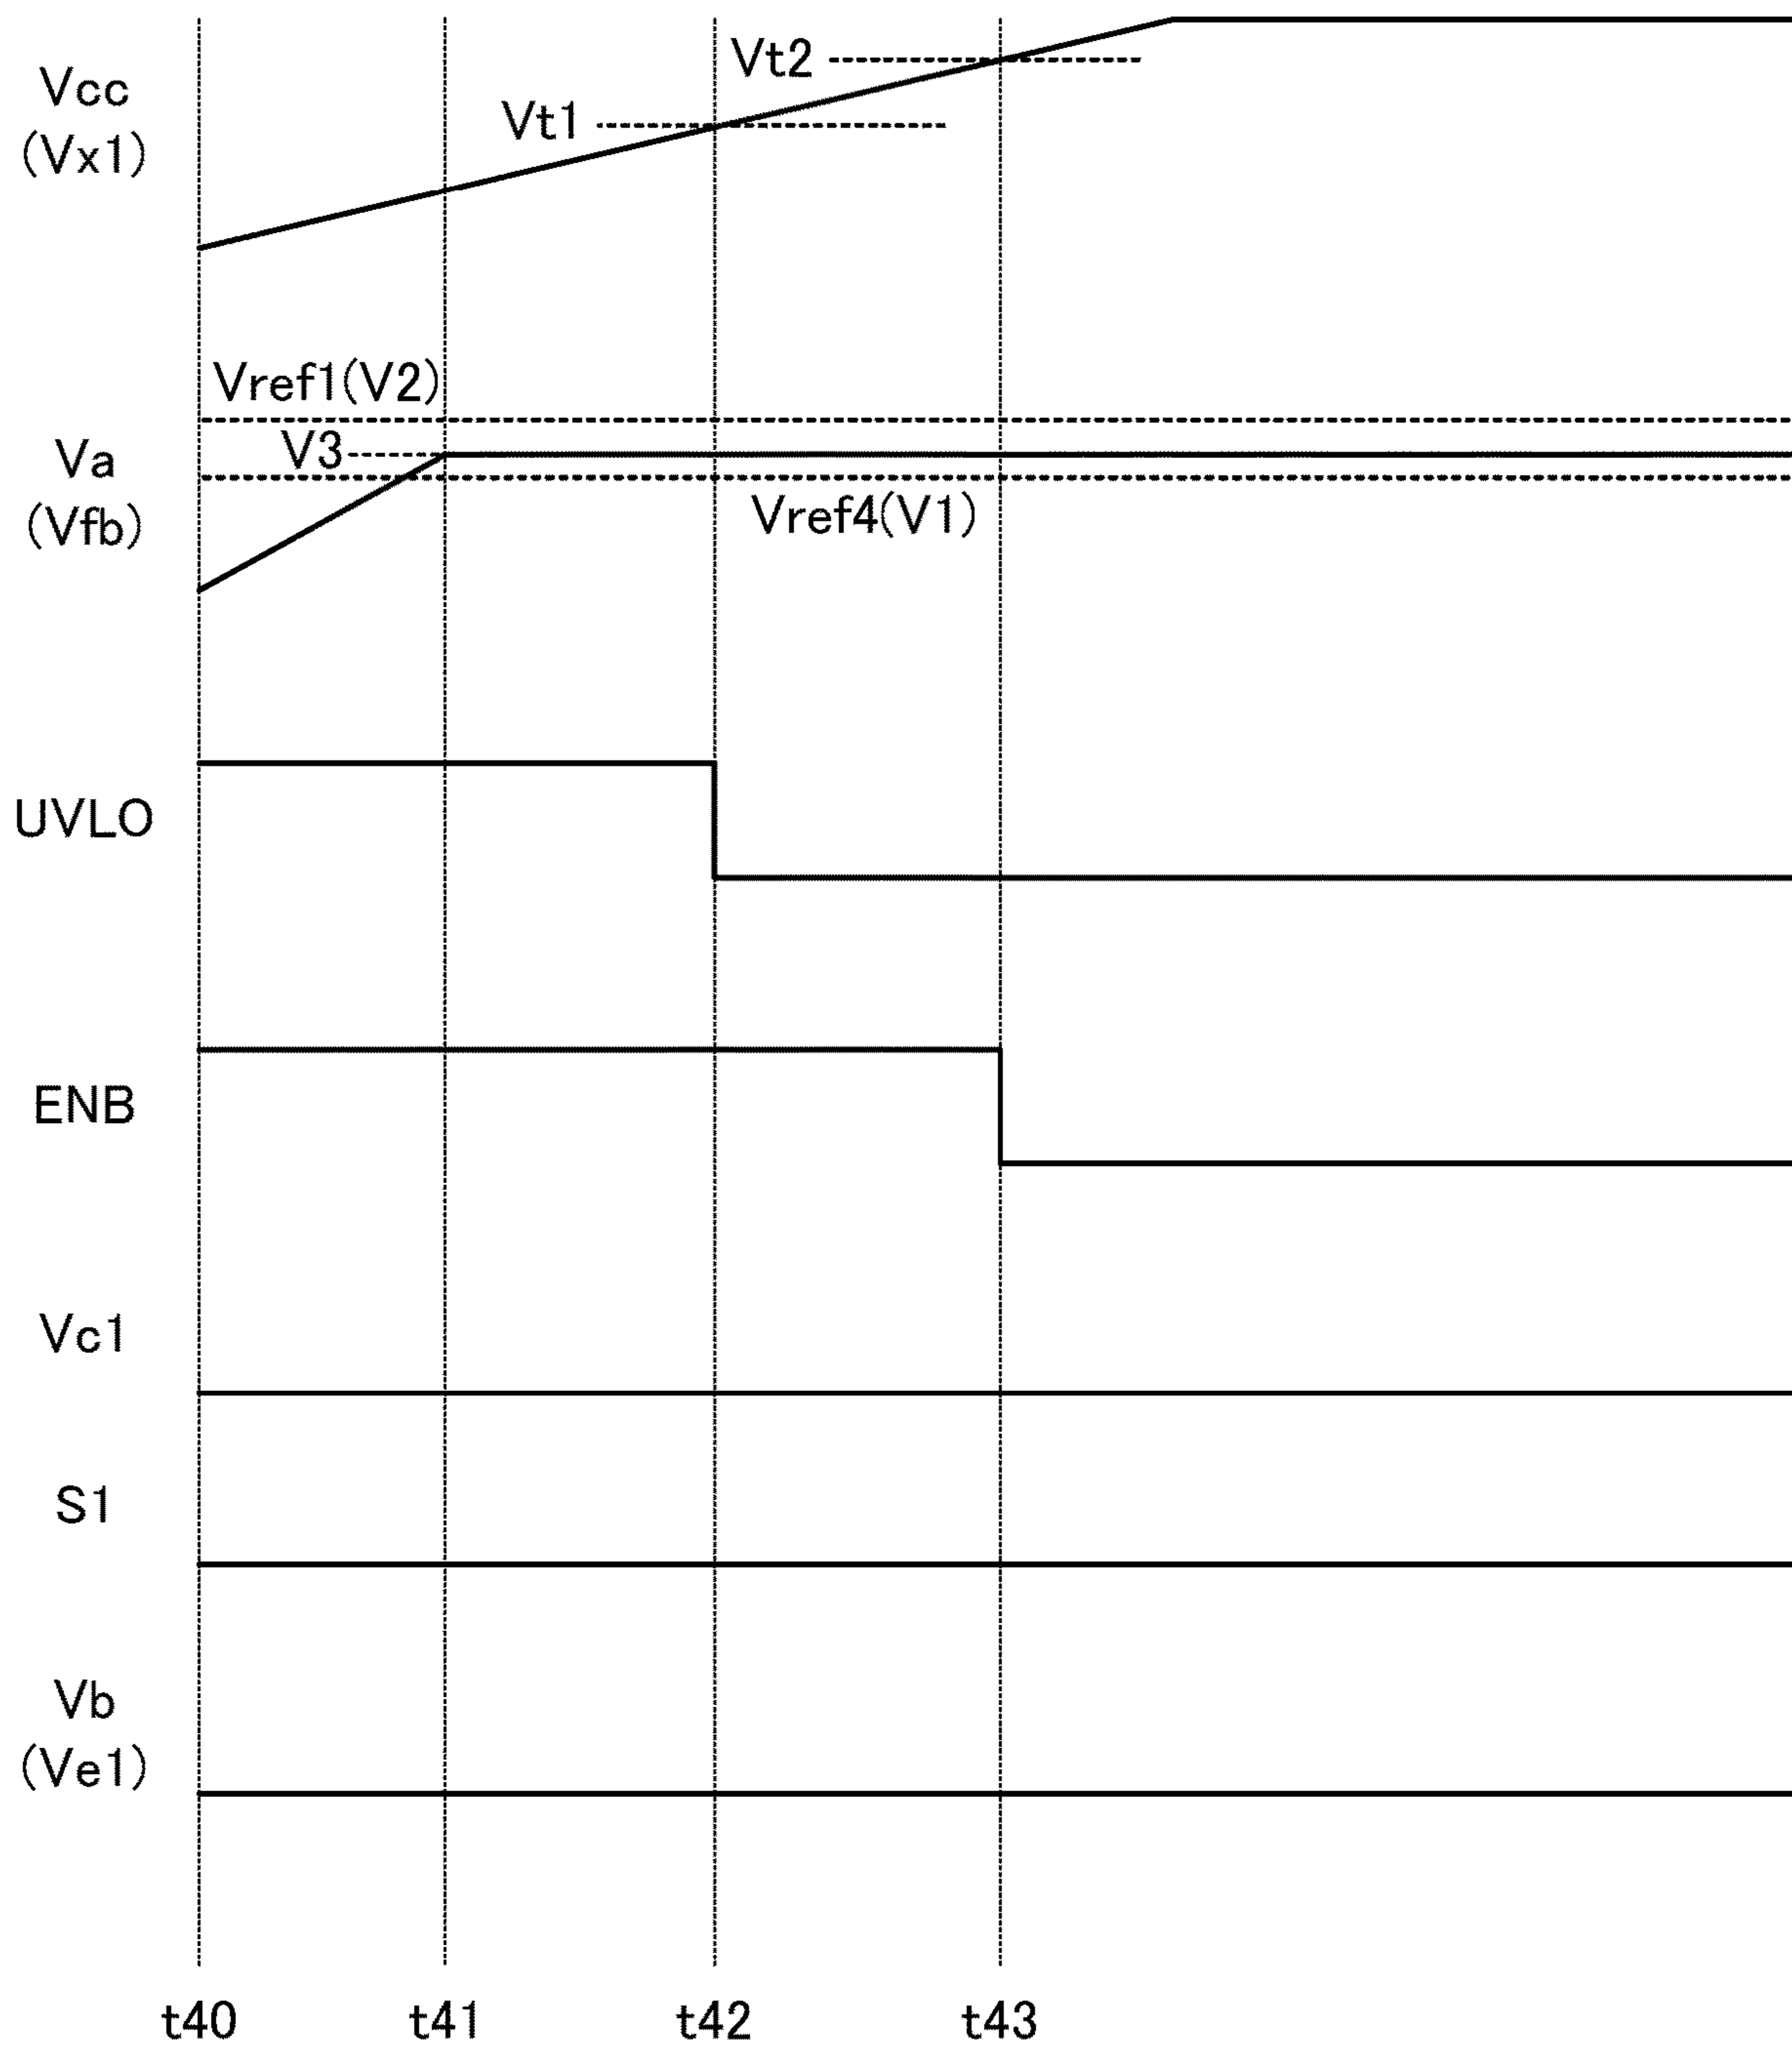 Vt2
Vcc
Vt1
(Vx1)
Vref1(V2)
V3
Va
Vref4(V1)
(Vfb)
UVLO
ENB
Vc1
S1
Vb
(Ve1)
t40 t41 t42 t43